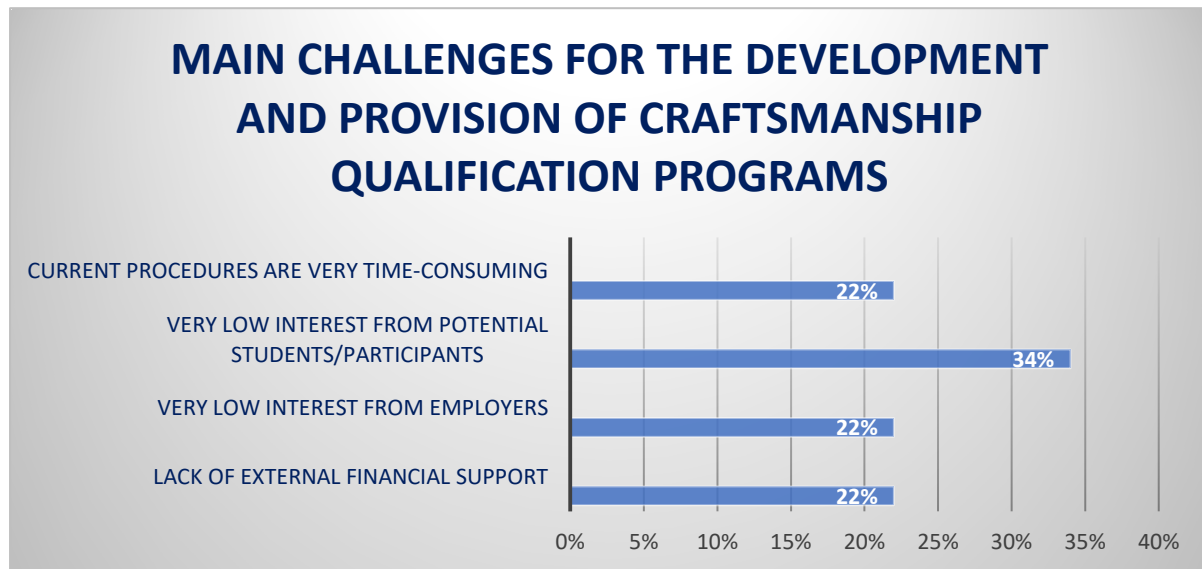 MAIN CHALLENGES FOR THE DEVELOPMENT
AND PROVISION OF CRAFTSMANSHIP
QUALIFICATION PROGRAMS
CURRENT PROCEDURES ARE VERY TIME-CONSUMING
22%
VERY LOW INTEREST FROM POTENTIAL
STUDENTS/PARTICIPANTS
34%
VERY LOW INTEREST FROM EMPLOYERS
22%
LACK OF EXTERNAL FINANCIAL SUPPORT
22%
0% 5% 10% 15% 20% 25% 30% 35% 40%